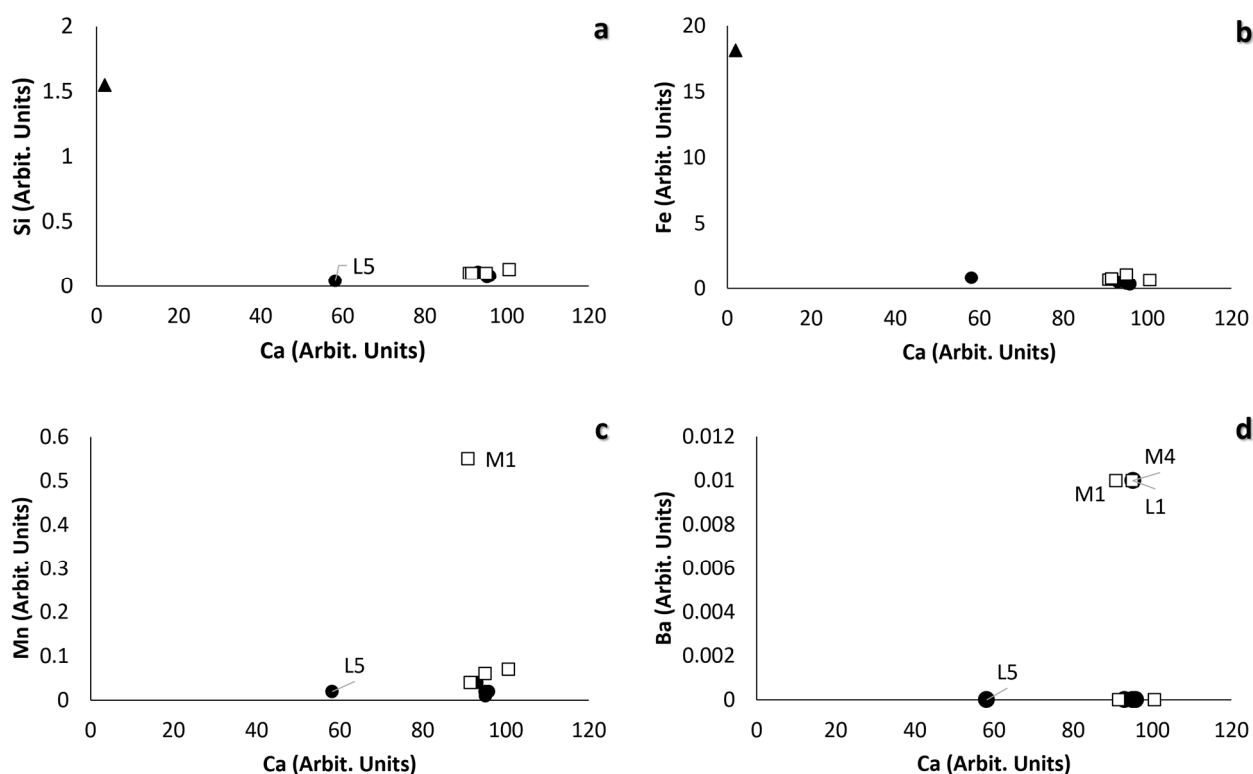 a
2
1.5
1
0.5
0
Si (Arbit. Units)
L5
0 20 40 60 80 100 120
Ca (Arbit. Units)
b
20
15
10
5
0
Fe (Arbit. Units)
0 20 40 60 80 100 120
Ca (Arbit. Units)
c
0.6
0.5
0.4
0.3
0.2
0.1
0
Mn (Arbit. Units)
M1
L5
0 20 40 60 80 100 120
Ca (Arbit. Units)
d
0.012
0.01
0.008
0.006
0.004
0.002
0
Ba (Arbit. Units)
M4
M1
L1
L5
0 20 40 60 80 100 120
Ca (Arbit. Units)